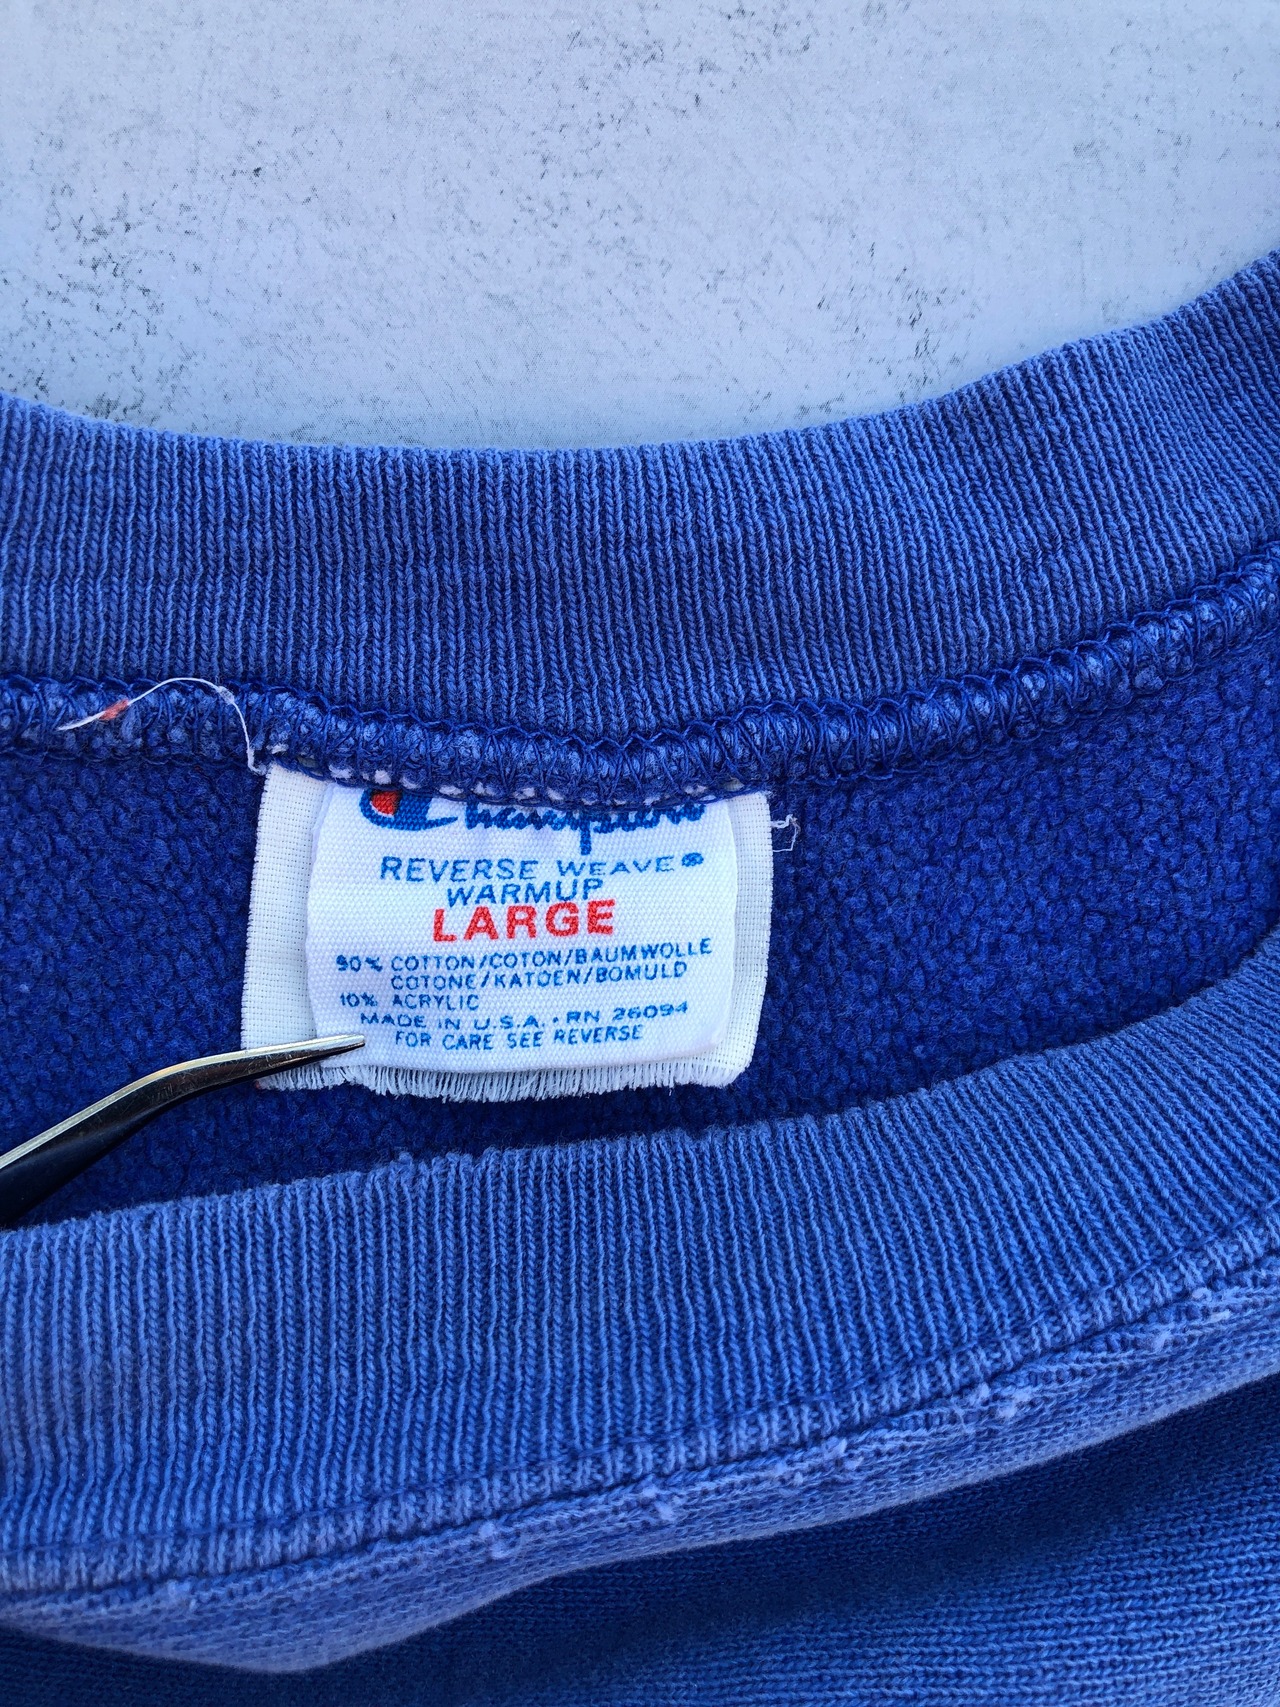 Champion
REVERSE WEAVE®
WARMUP
LARGE
90% COTTON/COTON/BAUMWOLLE
COTONE/KATOEN/BOMULD
10% ACRYLIC
MADE IN U.S.A. • RN 26094
FOR CARE SEE REVERSE